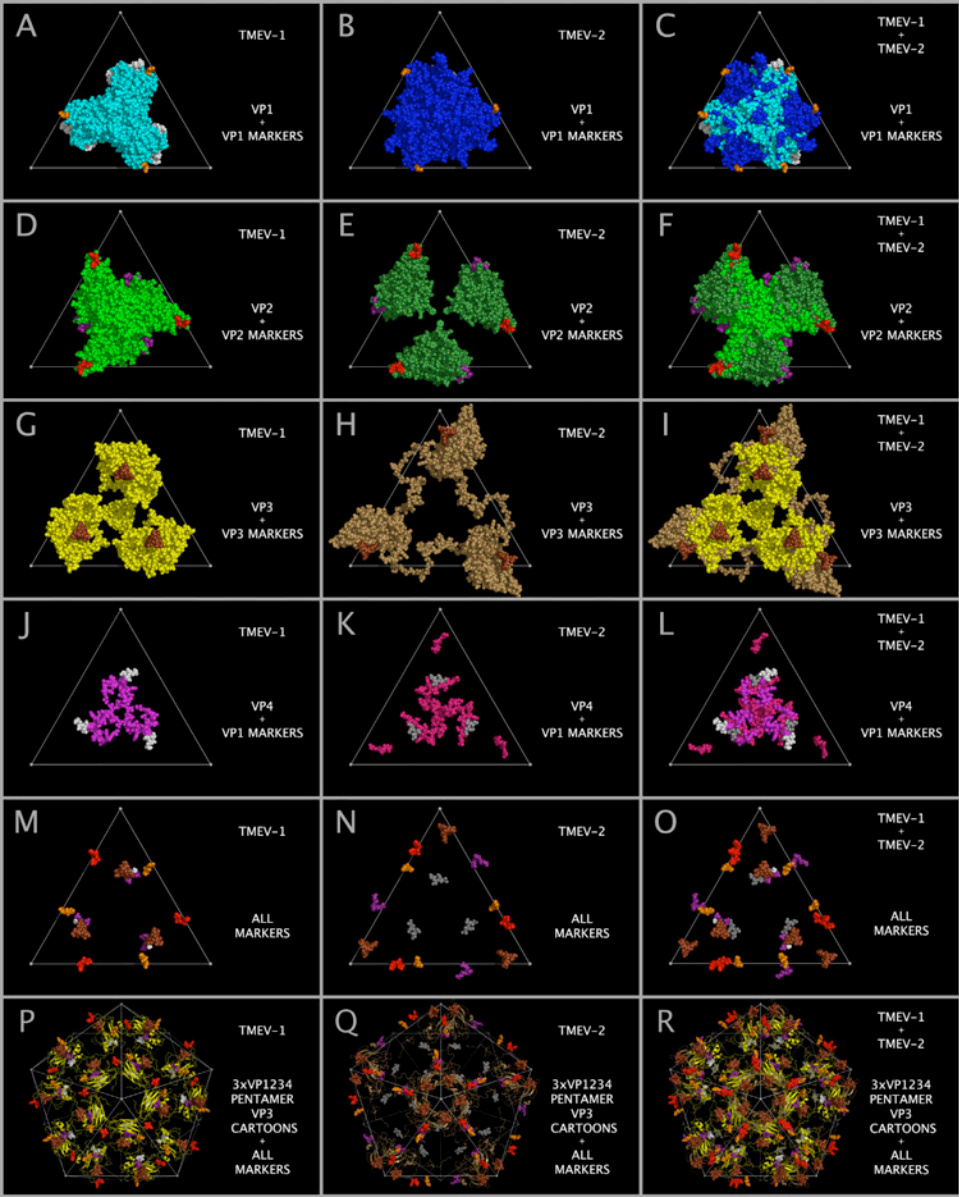 A
TMEV-1
VP1
+
VP1 MARKERS
B
TMEV-2
VP1
+
VP1 MARKERS
C
TMEV-1
+
TMEV-2
VP1
+
VP1 MARKERS
D
TMEV-1
VP2
+
VP2 MARKERS
E
TMEV-2
VP2
+
VP2 MARKERS
F
TMEV-1
+
TMEV-2
VP2
+
VP2 MARKERS
G
TMEV-1
VP3
+
VP3 MARKERS
H
TMEV-2
VP3
+
VP3 MARKERS
I
TMEV-1
+
TMEV-2
VP3
+
VP3 MARKERS
J
TMEV-1
VP4
+
VP1 MARKERS
K
TMEV-2
VP4
+
VP1 MARKERS
L
TMEV-1
+
TMEV-2
VP4
+
VP1 MARKERS
M
TMEV-1
ALL
MARKERS
N
TMEV-2
ALL
MARKERS
O
TMEV-1
+
TMEV-2
ALL
MARKERS
P
TMEV-1
3xVP1234
PENTAMER
VP3
CARTOONS
+
ALL
MARKERS
Q
TMEV-2
3xVP1234
PENTAMER
VP3
CARTOONS
+
ALL
MARKERS
R
TMEV-1
+
TMEV-2
3xVP1234
PENTAMER
VP3
CARTOONS
+
ALL
MARKERS